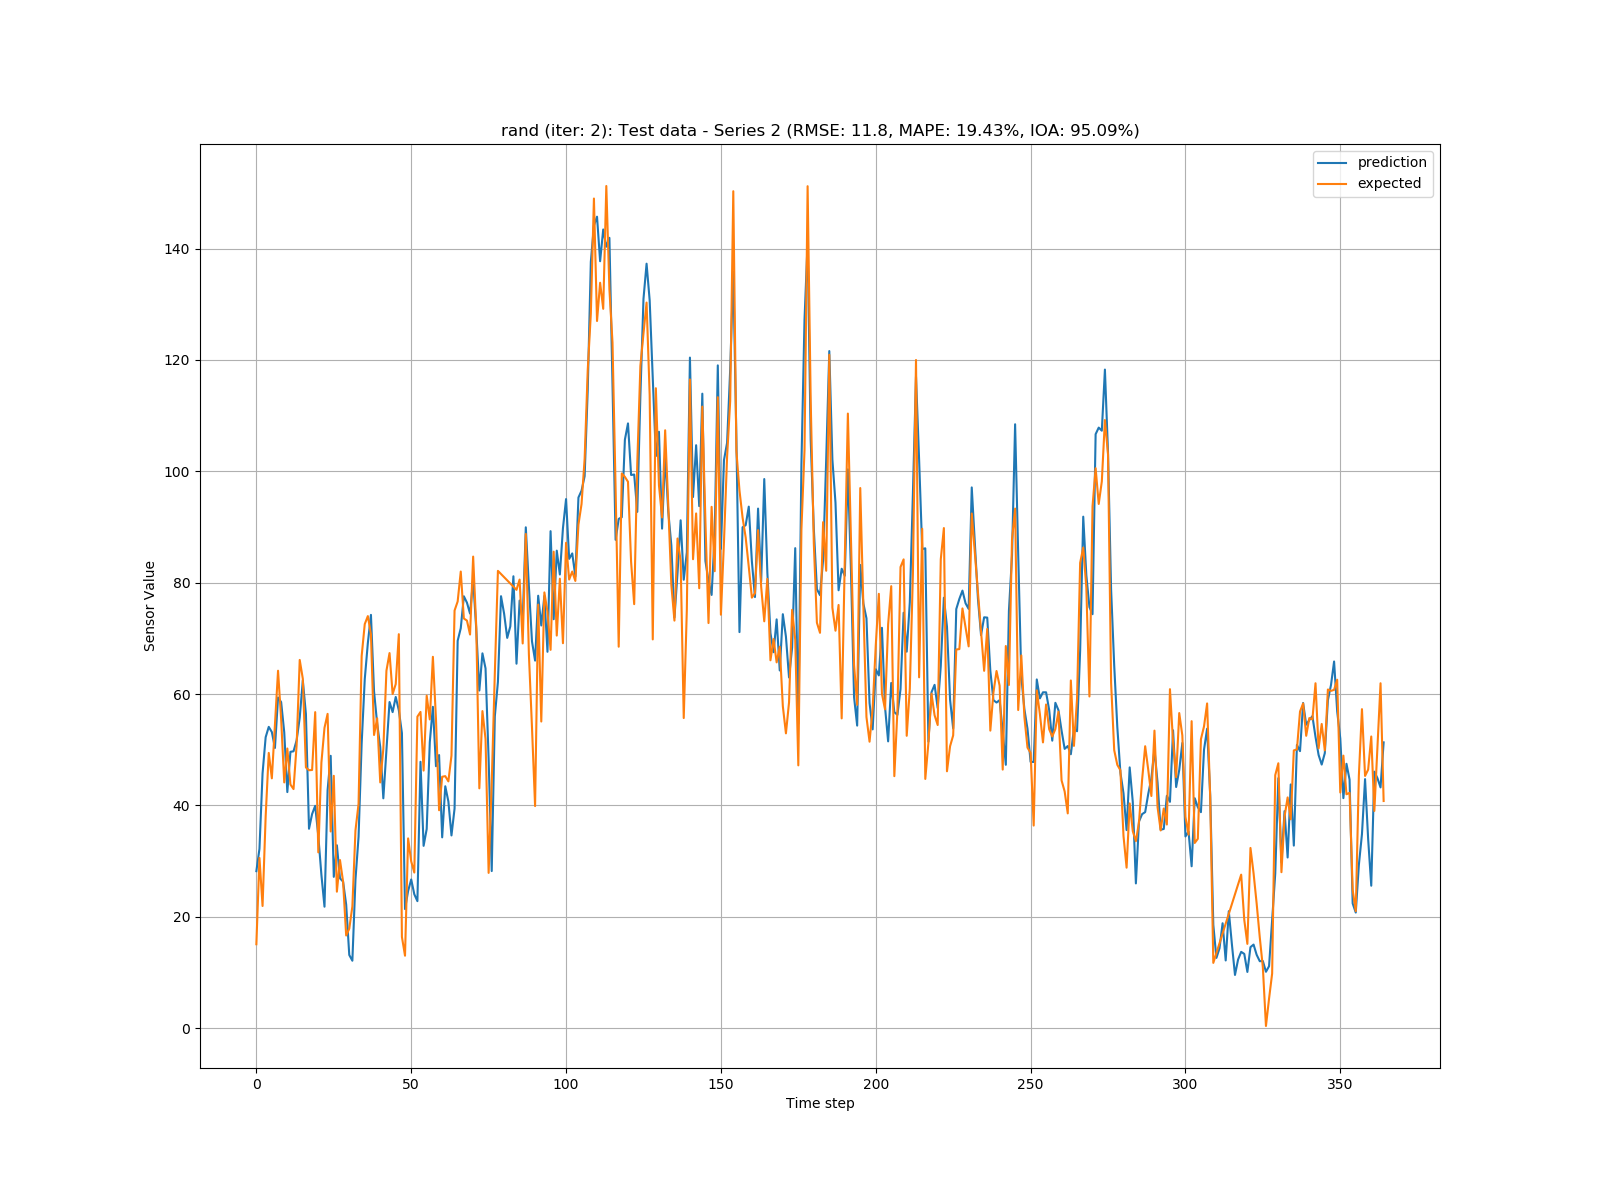 rand (iter: 2): Test data - Series 2 (RMSE: 11.8, MAPE: 19.43%, IOA: 95.09%)
prediction
expected
140
120
100
80
60
40
20
0
Sensor Value
0 50 100 150 200 250 300 350
Time step